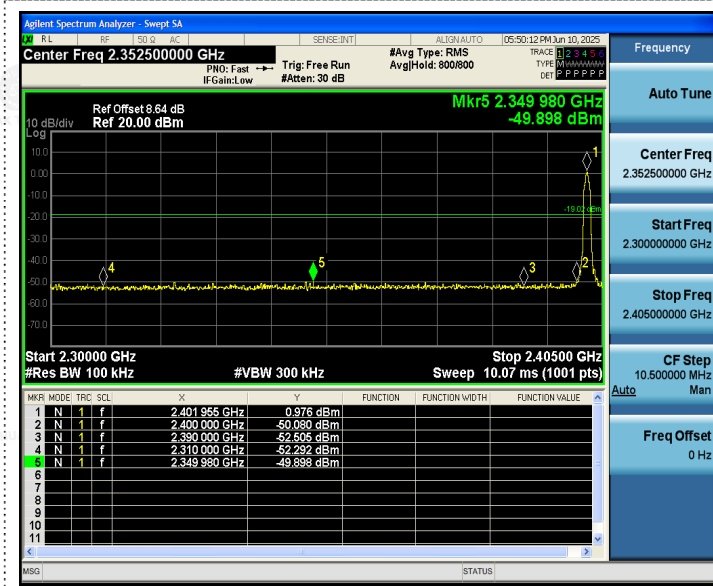 Agilent Spectrum Analyzer - Swept SA
LXI RL RF 50 Ω AC SENSE:INT ALIGN AUTO 05:50:12 PM Jun 10, 2025
Center Freq 2.352500000 GHz #Avg Type: RMS TRACE 1 2 3 4 5 6
PNO: Fast Trig: Free Run Avg|Hold: 800/800 TYPE MWWWWW
IFGain:Low #Atten: 30 dB DET P P P P P P
Ref Offset 8.64 dB Mkr5 2.349 980 GHz
10 dB/div Ref 20.00 dBm -49.898 dBm
Log
10.0
0.00
-10.0
-20.0
-30.0
-40.0
-50.0
-60.0
-70.0
1
-19.02 dBm
4 5 3 2
Start 2.30000 GHz Stop 2.40500 GHz
#Res BW 100 kHz #VBW 300 kHz Sweep 10.07 ms (1001 pts)
MKR MODE TRC SCL X Y FUNCTION FUNCTION WIDTH FUNCTION VALUE
1 N 1 f 2.401 955 GHz 0.976 dBm
2 N 1 f 2.400 000 GHz -50.080 dBm
3 N 1 f 2.390 000 GHz -52.505 dBm
4 N 1 f 2.310 000 GHz -52.292 dBm
5 N 1 f 2.349 980 GHz -49.898 dBm
6
7
8
9
10
11
MSG STATUS
Frequency
Auto Tune
Center Freq
2.352500000 GHz
Start Freq
2.300000000 GHz
Stop Freq
2.405000000 GHz
CF Step
10.500000 MHz
Auto Man
Freq Offset
0 Hz